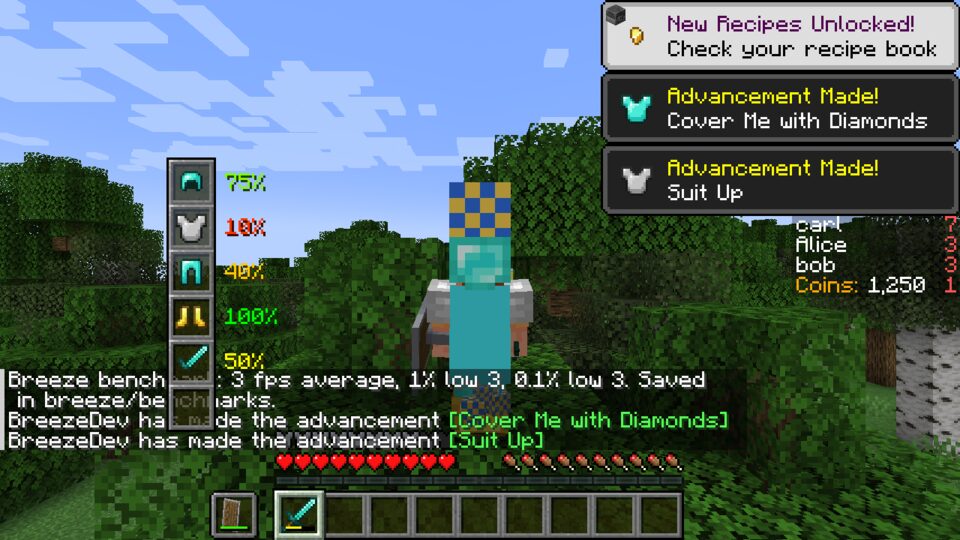 New Recipes Unlocked!
Check your recipe book
Advancement Made!
Cover Me with Diamonds
Advancement Made!
Suit Up
75%
10%
40%
100%
50%
carl 7
Alice 3
bob 3
Coins: 1,250 1
Breeze bench : 3 fps average, 1% low 3, 0.1% low 3. Saved
in breeze/benchmarks.
BreezeDev has made the advancement [Cover Me with Diamonds]
BreezeDev has made the advancement [Suit Up]